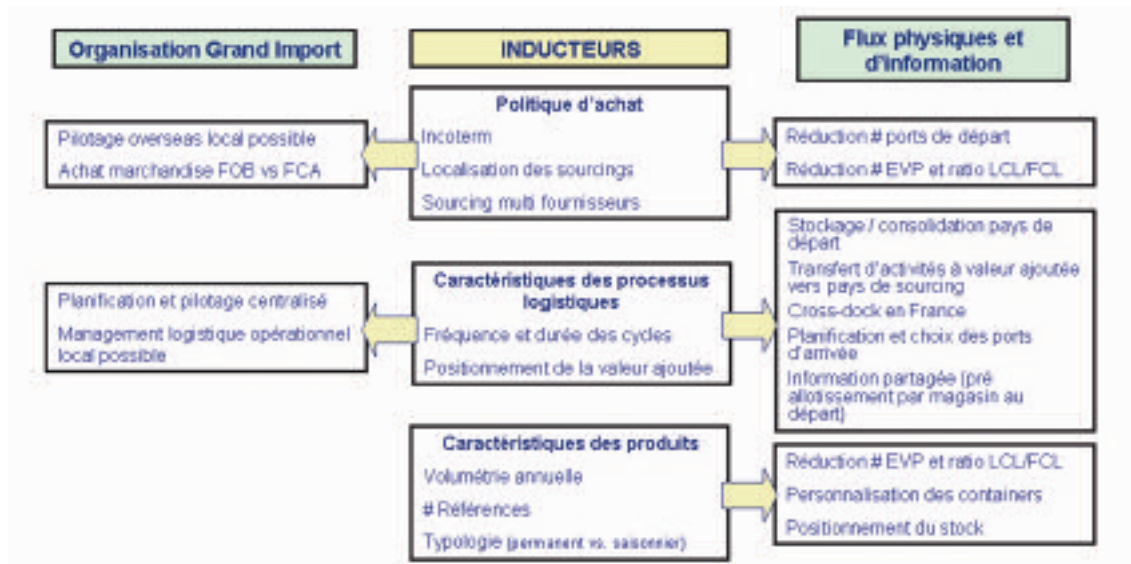 Organisation Grand Import
INDUCTEURS
Flux physiques et
d'information
Politique d'achat
Incoterm
Localisation des sourcings
Sourcing multi fournisseurs
Pilotage overseas local possible
Achat marchandise FOB vs FCA
Réduction # ports de départ
Réduction # EVP et ratio LCL/FCL
Caractéristiques des processus
logistiques
Fréquence et durée des cycles
Positionnement de la valeur ajoutée
Planification et pilotage centralisé
Management logistique opérationnel
local possible
Stockage / consolidation pays de
départ
Transfert d'activités à valeur ajoutée
vers pays de sourcing
Cross-dock en France
Planification et choix des ports
d'arrivée
Information partagée (pré
allotissement par magasin au
départ)
Caractéristiques des produits
Volumétrie annuelle
# Références
Typologie (permanent vs. saisonnier)
Réduction # EVP et ratio LCL/FCL
Personnalisation des containers
Positionnement du stock